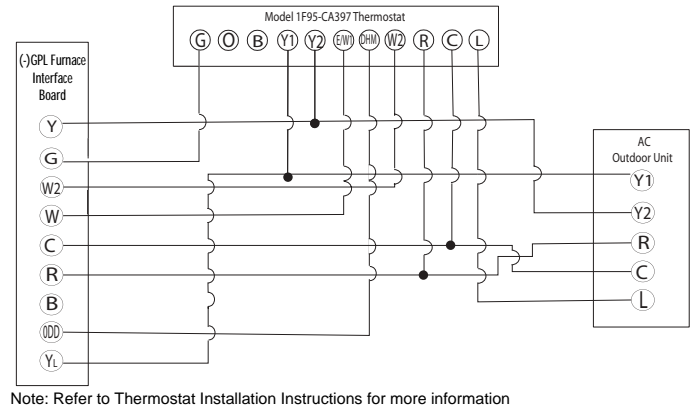 Model 1F95-CA397 Thermostat
G O B Y1 Y2 E/W1 DHM W2 R C L
(-)GPL Furnace
Interface
Board
Y
G
W2
W
C
R
B
ODD
YL
AC
Outdoor Unit
Y1
Y2
R
C
L
Note: Refer to Thermostat Installation Instructions for more information